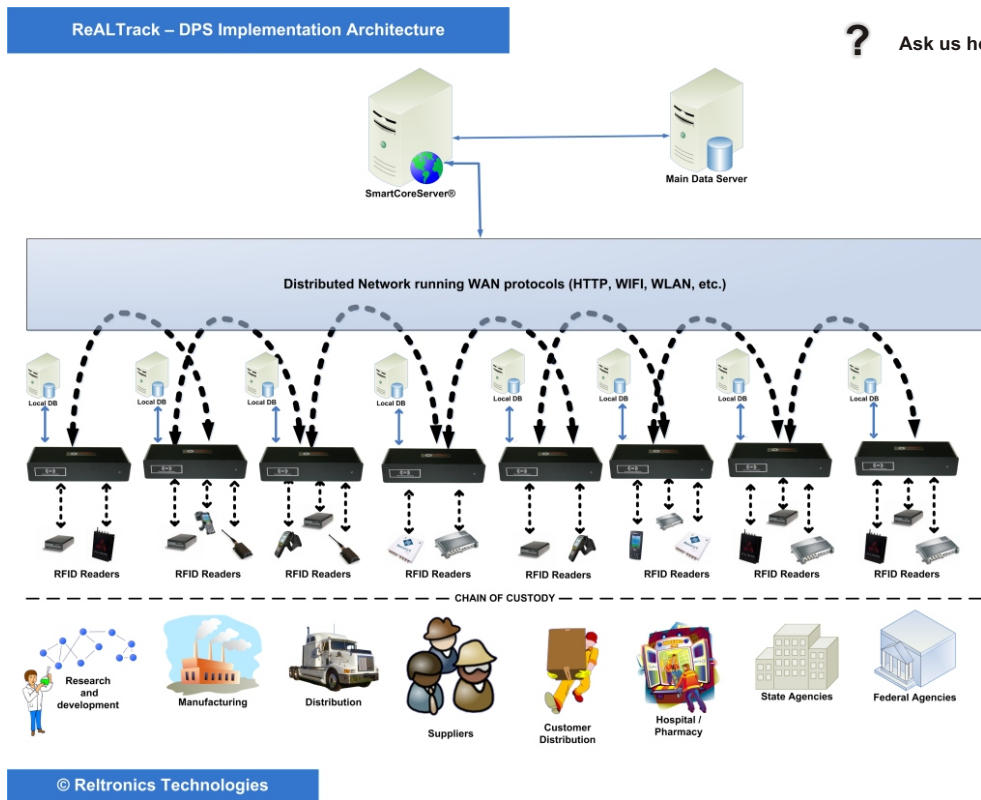 ReALTrack – DPS Implementation Architecture
? Ask us he
SmartCoreServer®
Main Data Server
Distributed Network running WAN protocols (HTTP, WIFI, WLAN, etc.)
Local DB
Local DB
Local DB
Local DB
Local DB
Local DB
Local DB
Local DB
RFID Readers
RFID Readers
RFID Readers
RFID Readers
RFID Readers
RFID Readers
RFID Readers
RFID Readers
CHAIN OF CUSTODY
Research
and
development
Manufacturing
Distribution
Suppliers
Customer
Distribution
Hospital /
Pharmacy
State Agencies
Federal Agencies
© Reltronics Technologies